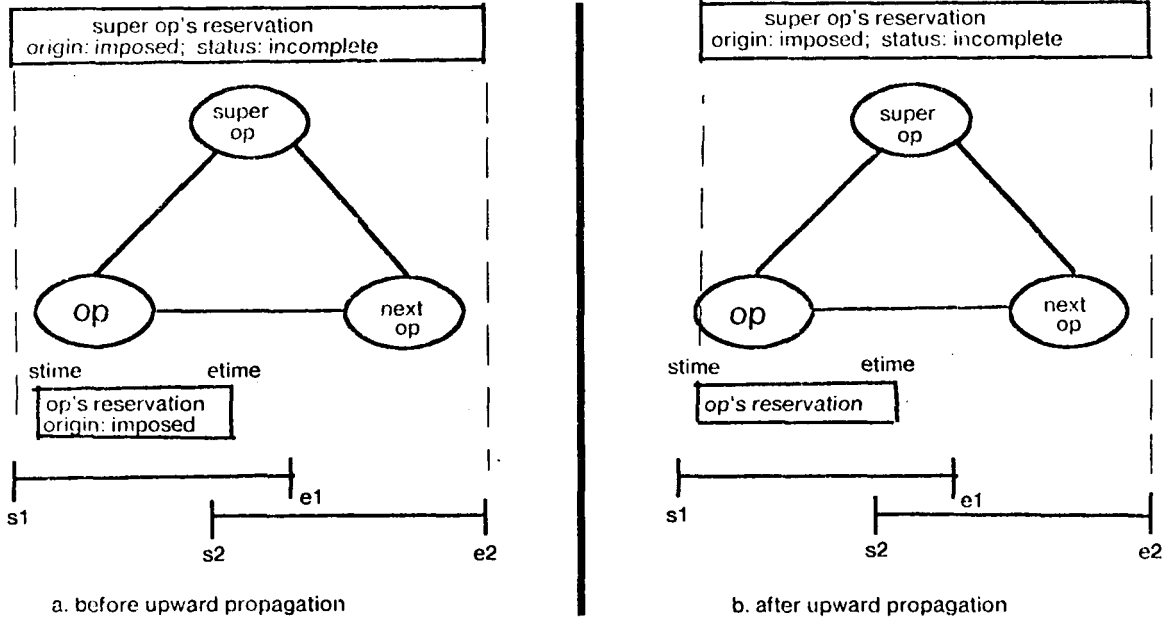 super op's reservation
origin: imposed; status: incomplete
super
op
op
next
op
stime
etime
op's reservation
origin: imposed
s1
e1
s2
e2
a. before upward propagation
super op's reservation
origin: imposed; status: incomplete
super
op
op
next
op
stime
etime
op's reservation
s1
e1
s2
e2
b. after upward propagation